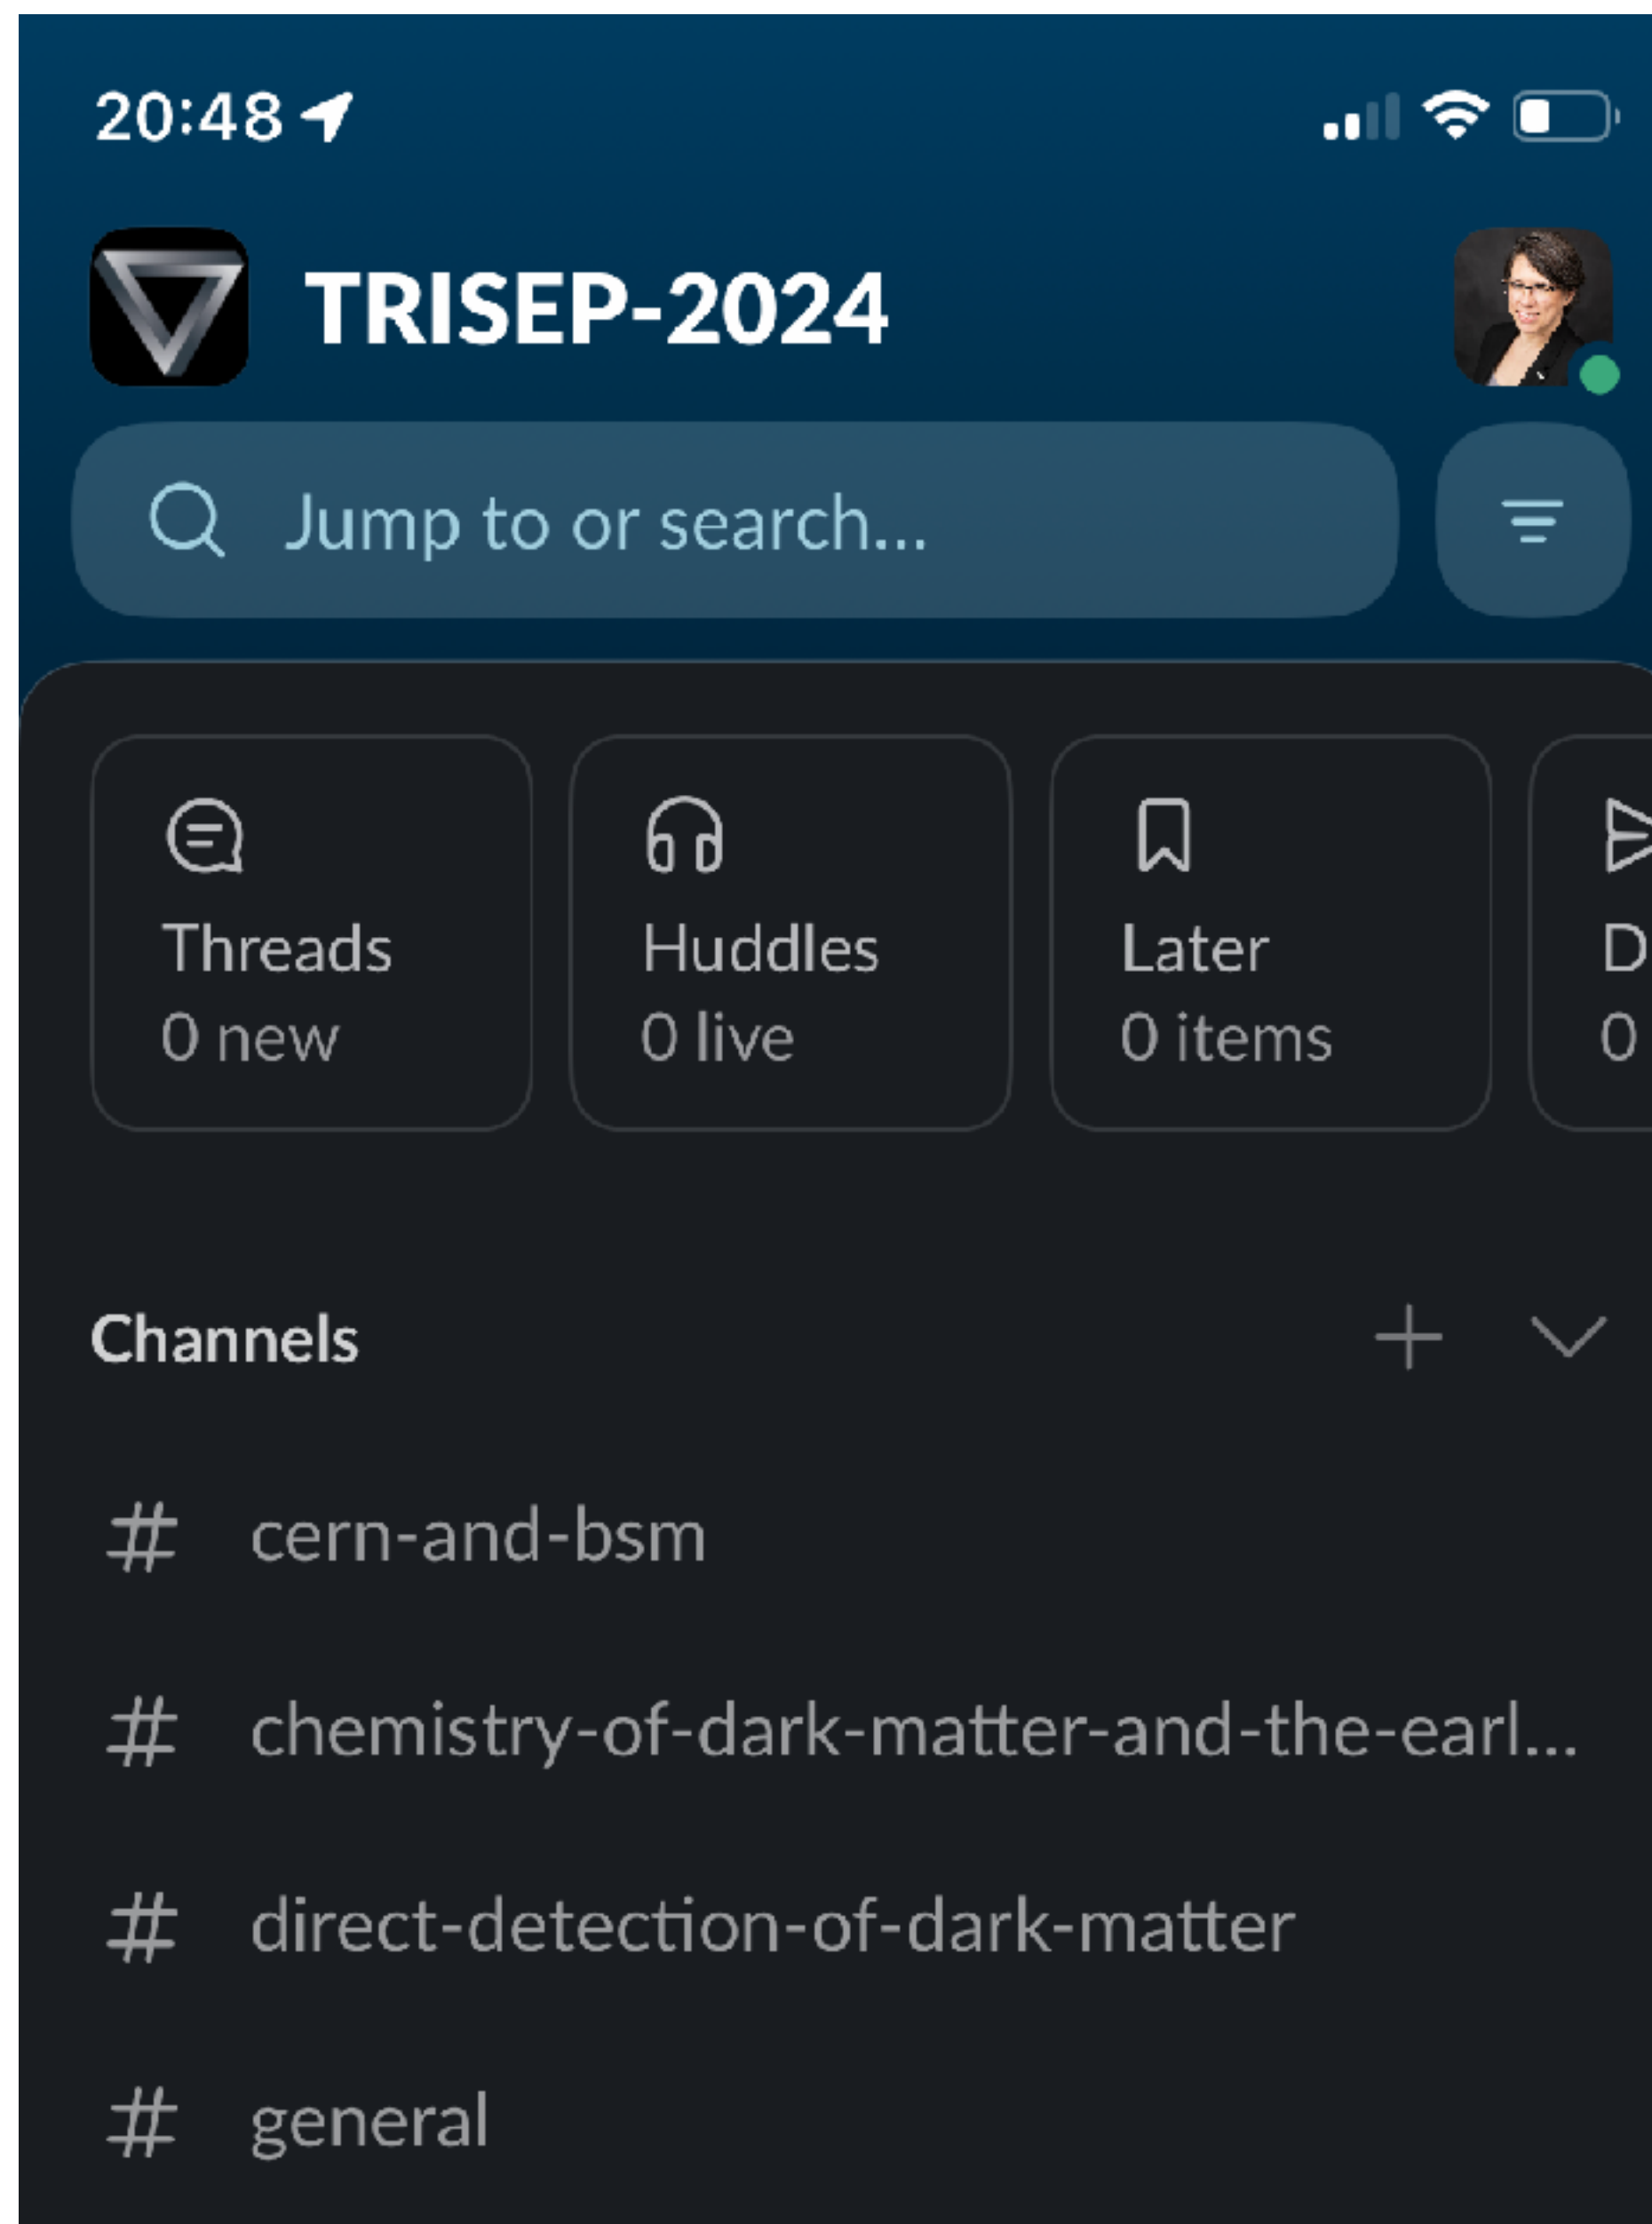 20:48
TRISEP-2024
Jump to or search...
Threads
0 new
Huddles
0 live
Later
0 items
D
0
Channels
# cern-and-bsm
# chemistry-of-dark-matter-and-the-earl...
# direct-detection-of-dark-matter
# general